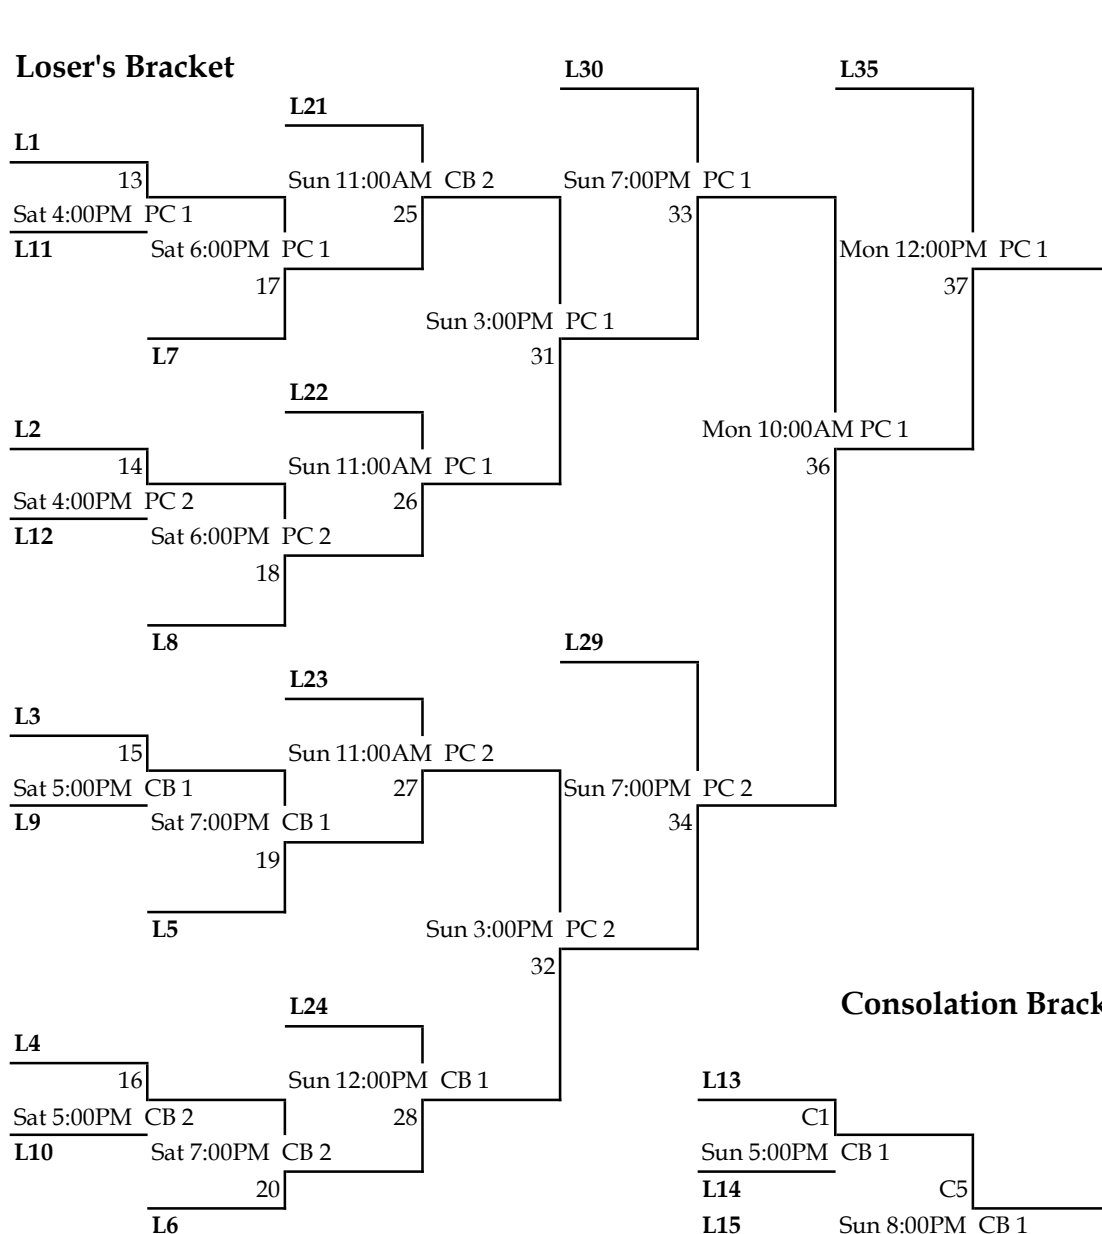 Loser's Bracket
L30
L35
L21
L1
13
Sun 11:00AM CB 2
Sun 7:00PM PC 1
Sat 4:00PM PC 1
25
33
L11
Sat 6:00PM PC 1
Mon 12:00PM PC 1
17
37
Sun 3:00PM PC 1
L7
31
L22
L2
Mon 10:00AM PC 1
14
Sun 11:00AM PC 1
36
Sat 4:00PM PC 2
26
L12
Sat 6:00PM PC 2
18
L8
L29
L23
L3
15
Sun 11:00AM PC 2
Sat 5:00PM CB 1
27
Sun 7:00PM PC 2
L9
Sat 7:00PM CB 1
34
19
L5
Sun 3:00PM PC 2
32
L24
Consolation Brack
L4
16
Sun 12:00PM CB 1
L13
Sat 5:00PM CB 2
28
C1
L10
Sat 7:00PM CB 2
Sun 5:00PM CB 1
20
L14
C5
L6
L15
Sun 8:00PM CB 1